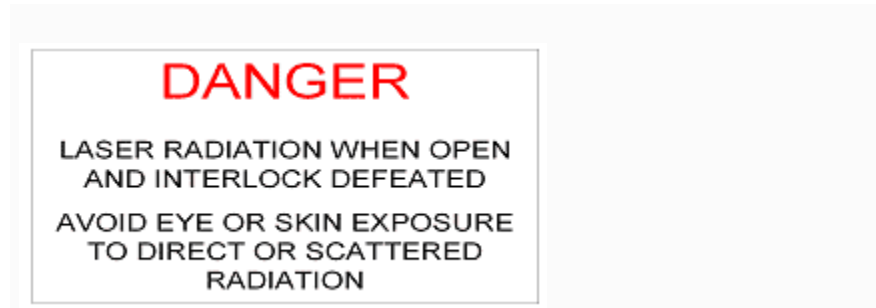 DANGER
LASER RADIATION WHEN OPEN
AND INTERLOCK DEFEATED
AVOID EYE OR SKIN EXPOSURE
TO DIRECT OR SCATTERED
RADIATION